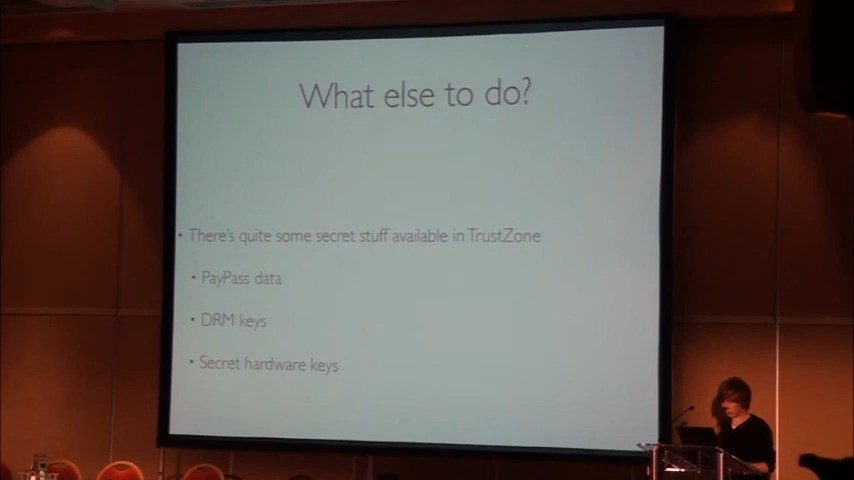 What else to do?
• There's quite some secret stuff available in TrustZone
• PayPass data
• DRM keys
• Secret hardware keys